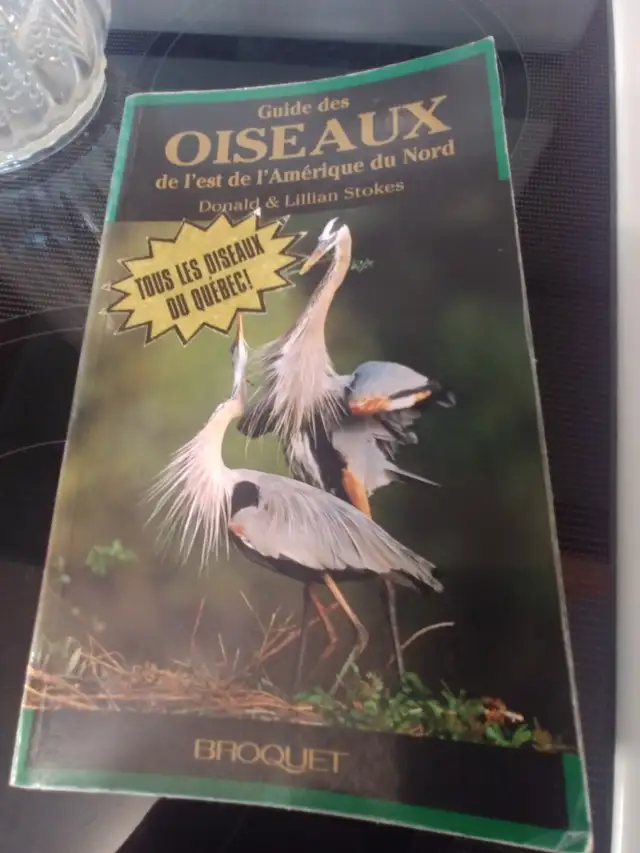 Guide des
OISEAUX
de l'est de l'Amérique du Nord
Donald & Lillian Stokes
TOUS LES OISEAUX
DU QUÉBEC!
BROQUET